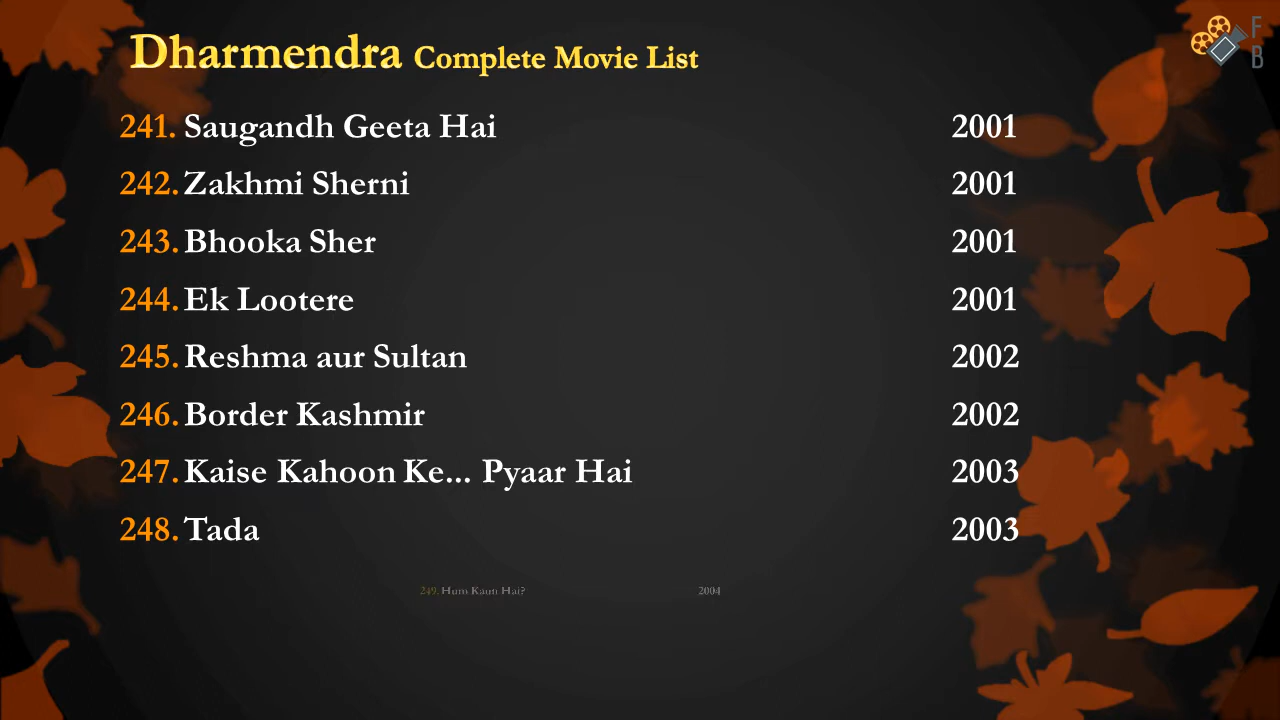 Dharmendra Complete Movie List
F
B
241. Saugandh Geeta Hai 2001
242. Zakhmi Sherni 2001
243. Bhooka Sher 2001
244. Ek Lootere 2001
245. Reshma aur Sultan 2002
246. Border Kashmir 2002
247. Kaise Kahoon Ke... Pyaar Hai 2003
248. Tada 2003
249. Hum Kaun Hai? 2004